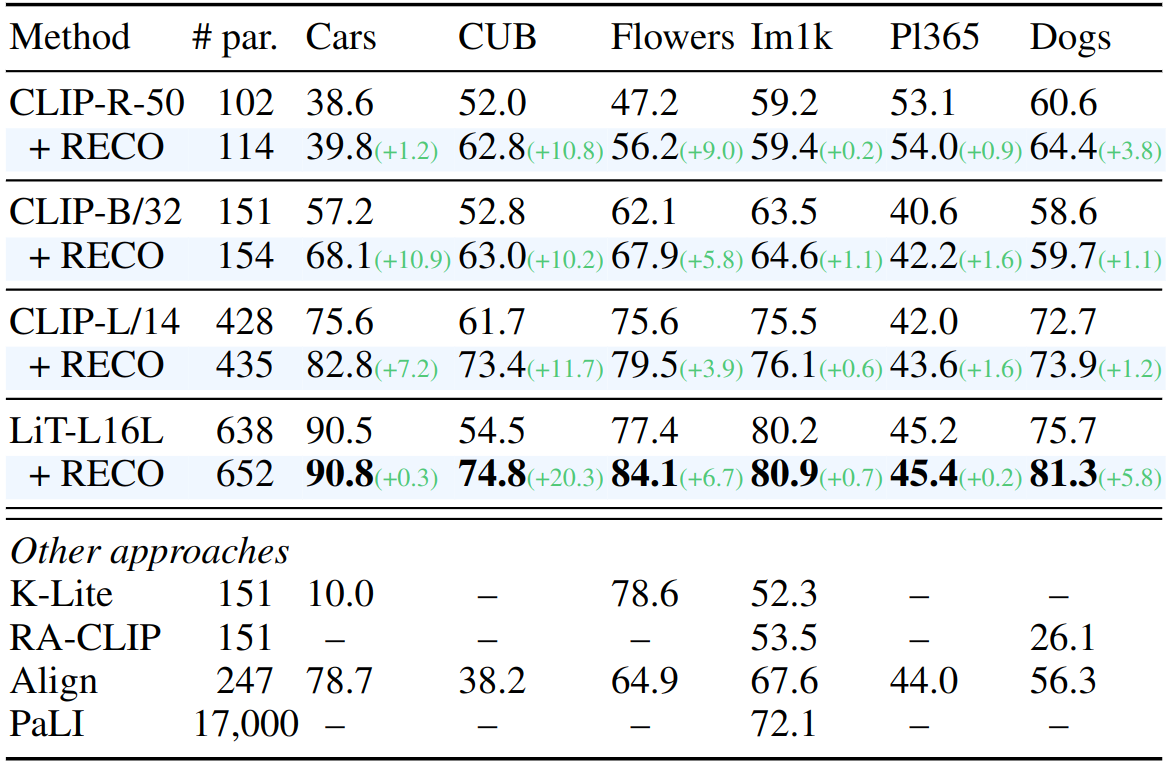 Method # par. Cars CUB Flowers Im1k Pl365 Dogs
CLIP-R-50 102 38.6 52.0 47.2 59.2 53.1 60.6
+ RECO 114 39.8(+1.2) 62.8(+10.8) 56.2(+9.0) 59.4(+0.2) 54.0(+0.9) 64.4(+3.8)
CLIP-B/32 151 57.2 52.8 62.1 63.5 40.6 58.6
+ RECO 154 68.1(+10.9) 63.0(+10.2) 67.9(+5.8) 64.6(+1.1) 42.2(+1.6) 59.7(+1.1)
CLIP-L/14 428 75.6 61.7 75.6 75.5 42.0 72.7
+ RECO 435 82.8(+7.2) 73.4(+11.7) 79.5(+3.9) 76.1(+0.6) 43.6(+1.6) 73.9(+1.2)
LiT-L16L 638 90.5 54.5 77.4 80.2 45.2 75.7
+ RECO 652 90.8(+0.3) 74.8(+20.3) 84.1(+6.7) 80.9(+0.7) 45.4(+0.2) 81.3(+5.8)
Other approaches
K-Lite 151 10.0 – 78.6 52.3 – –
RA-CLIP 151 – – – 53.5 – 26.1
Align 247 78.7 38.2 64.9 67.6 44.0 56.3
PaLI 17,000 – – – 72.1 – –